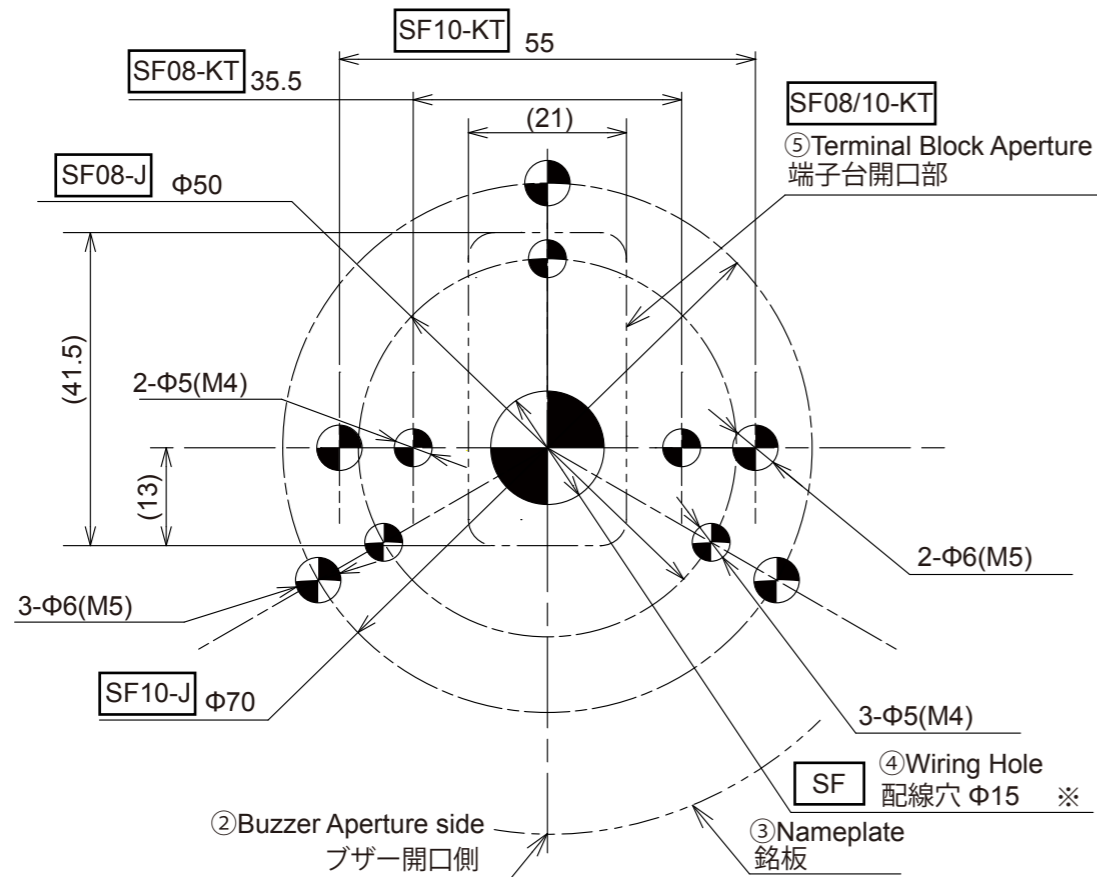 SF10-KT 55
SF08-KT 35.5
(21)
SF08/10-KT
⑤Terminal Block Aperture
端子台開口部
SF08-J Φ50
(41.5)
2-Φ5(M4)
(13)
2-Φ6(M5)
3-Φ6(M5)
SF10-J Φ70
3-Φ5(M4)
SF ④Wiring Hole
配線穴 Φ15 ※
②Buzzer Aperture side
ブザー開口側
③Nameplate
銘板